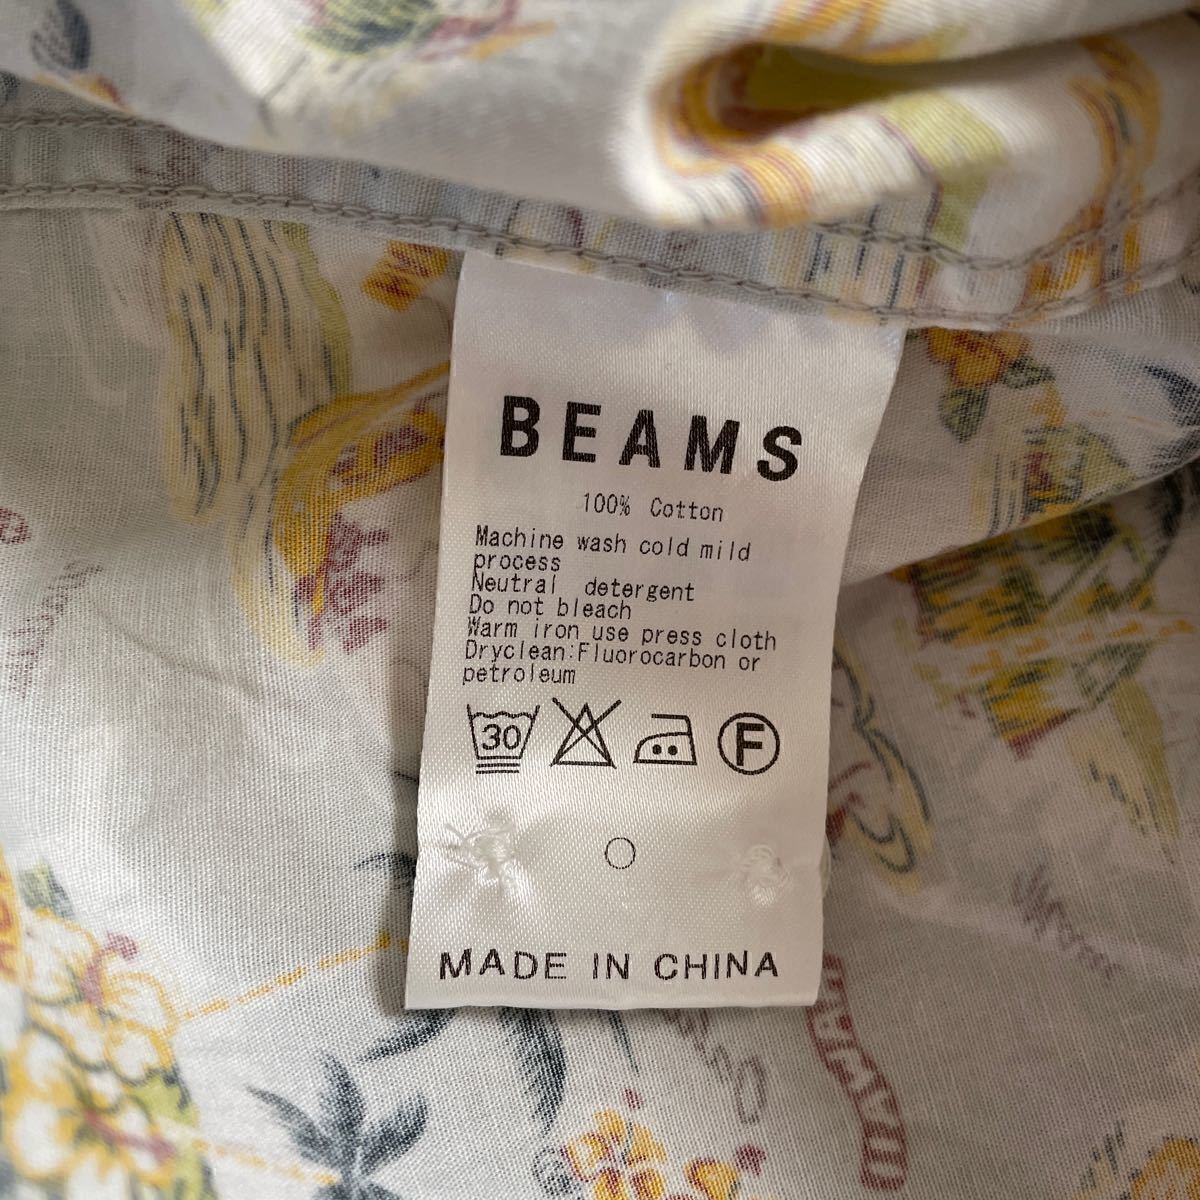 BEAMS
100% Cotton
Machine wash cold mild
process
Neutral detergent
Do not bleach
Warm iron use press cloth
Dryclean:Fluorocarbon or
petroleum
30
F
MADE IN CHINA
HAWAII